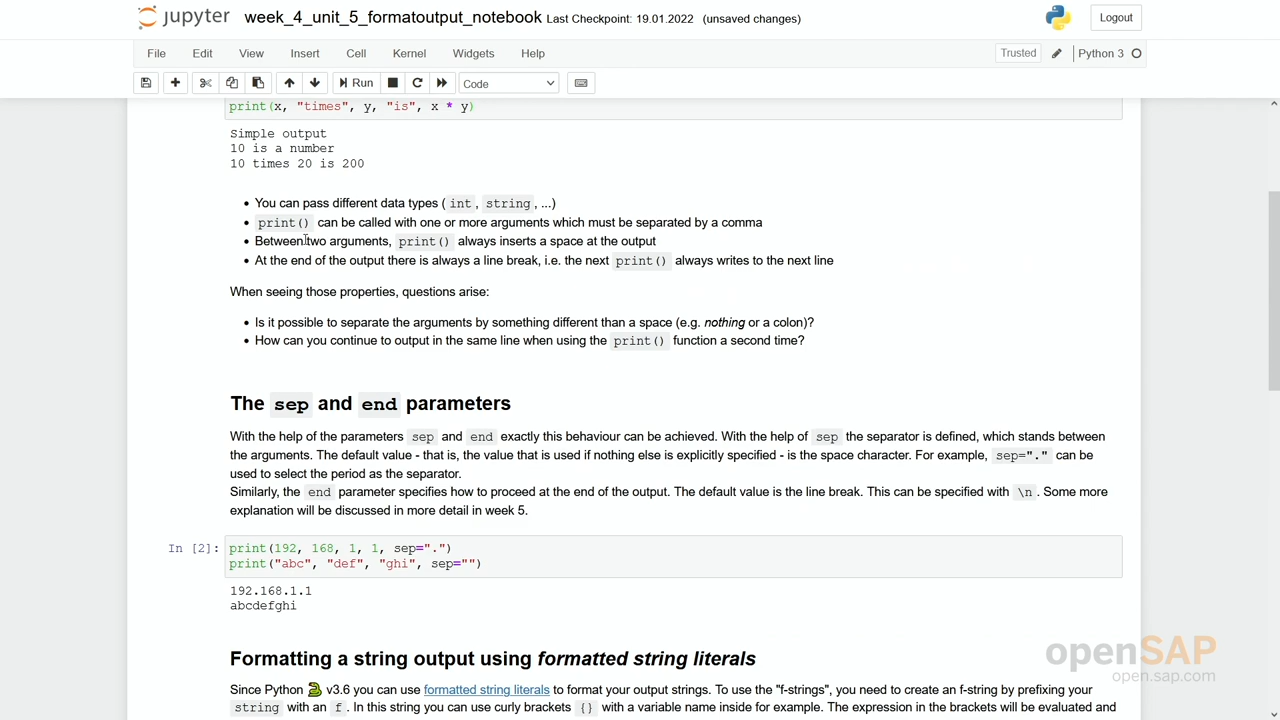 jupyter week_4_unit_5_formatoutput_notebook Last Checkpoint: 19.01.2022 (unsaved changes) Logout
File Edit View Insert Cell Kernel Widgets Help Trusted Python 3
Run Code
print(x, "times", y, "is", x * y)
Simple output
10 is a number
10 times 20 is 200
• You can pass different data types ( int , string , ...)
• print() can be called with one or more arguments which must be separated by a comma
• Between two arguments, print() always inserts a space at the output
• At the end of the output there is always a line break, i.e. the next print() always writes to the next line
When seeing those properties, questions arise:
• Is it possible to separate the arguments by something different than a space (e.g. nothing or a colon)?
• How can you continue to output in the same line when using the print() function a second time?
The sep and end parameters
With the help of the parameters sep and end exactly this behaviour can be achieved. With the help of sep the separator is defined, which stands between
the arguments. The default value - that is, the value that is used if nothing else is explicitly specified - is the space character. For example, sep="." can be
used to select the period as the separator.
Similarly, the end parameter specifies how to proceed at the end of the output. The default value is the line break. This can be specified with \n . Some more
explanation will be discussed in more detail in week 5.
In [2]: print(192, 168, 1, 1, sep=".")
print("abc", "def", "ghi", sep="")
192.168.1.1
abcdefghi
Formatting a string output using formatted string literals
Since Python 🐍 v3.6 you can use formatted string literals to format your output strings. To use the "f-strings", you need to create an f-string by prefixing your
string with an f . In this string you can use curly brackets {} with a variable name inside for example. The expression in the brackets will be evaluated and
openSAP
open.sap.com